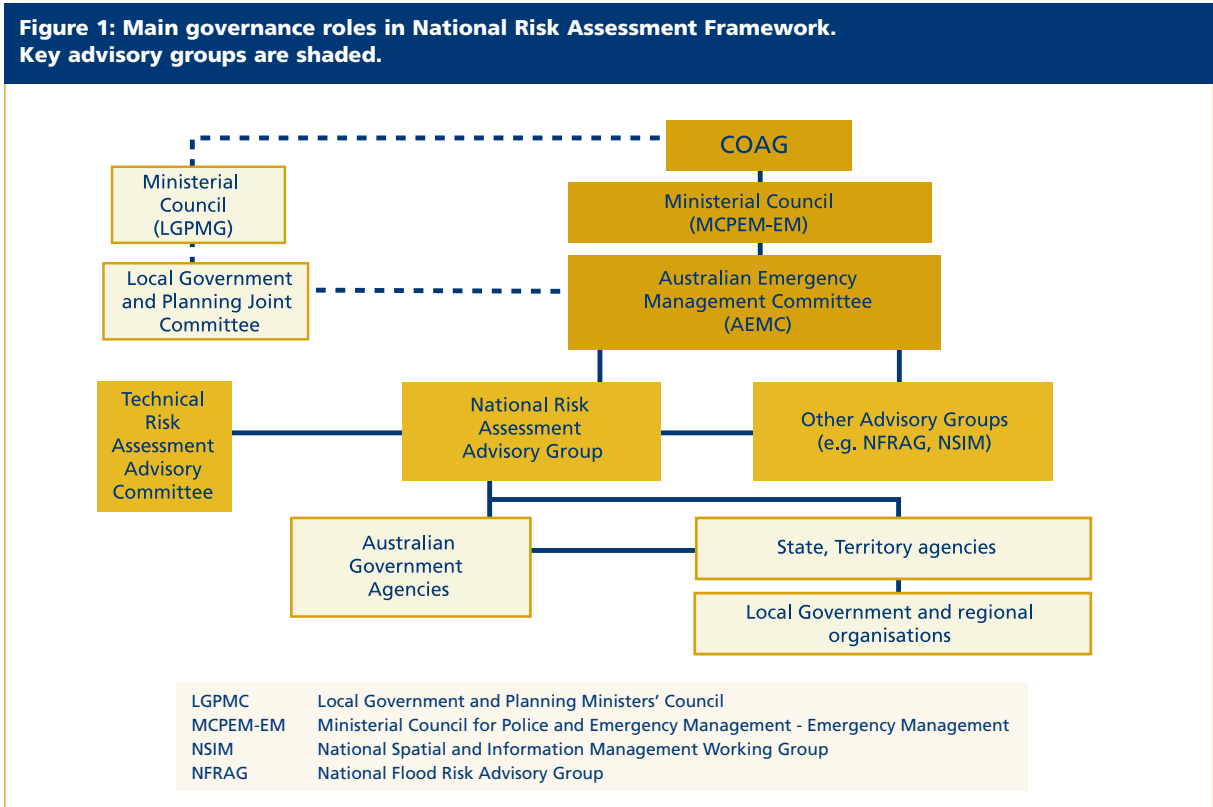 Figure 1: Main governance roles in National Risk Assessment Framework.
Key advisory groups are shaded.
COAG
Ministerial
Council
(LGPMG)
Ministerial Council
(MCPEM-EM)
Local Government
and Planning Joint
Committee
Australian Emergency
Management Committee
(AEMC)
Technical
Risk
Assessment
Advisory
Committee
National Risk
Assessment
Advisory Group
Other Advisory Groups
(e.g. NFRAG, NSIM)
Australian
Government
Agencies
State, Territory agencies
Local Government and regional
organisations
LGPMC Local Government and Planning Ministers’ Council
MCPEM-EM Ministerial Council for Police and Emergency Management - Emergency Management
NSIM National Spatial and Information Management Working Group
NFRAG National Flood Risk Advisory Group